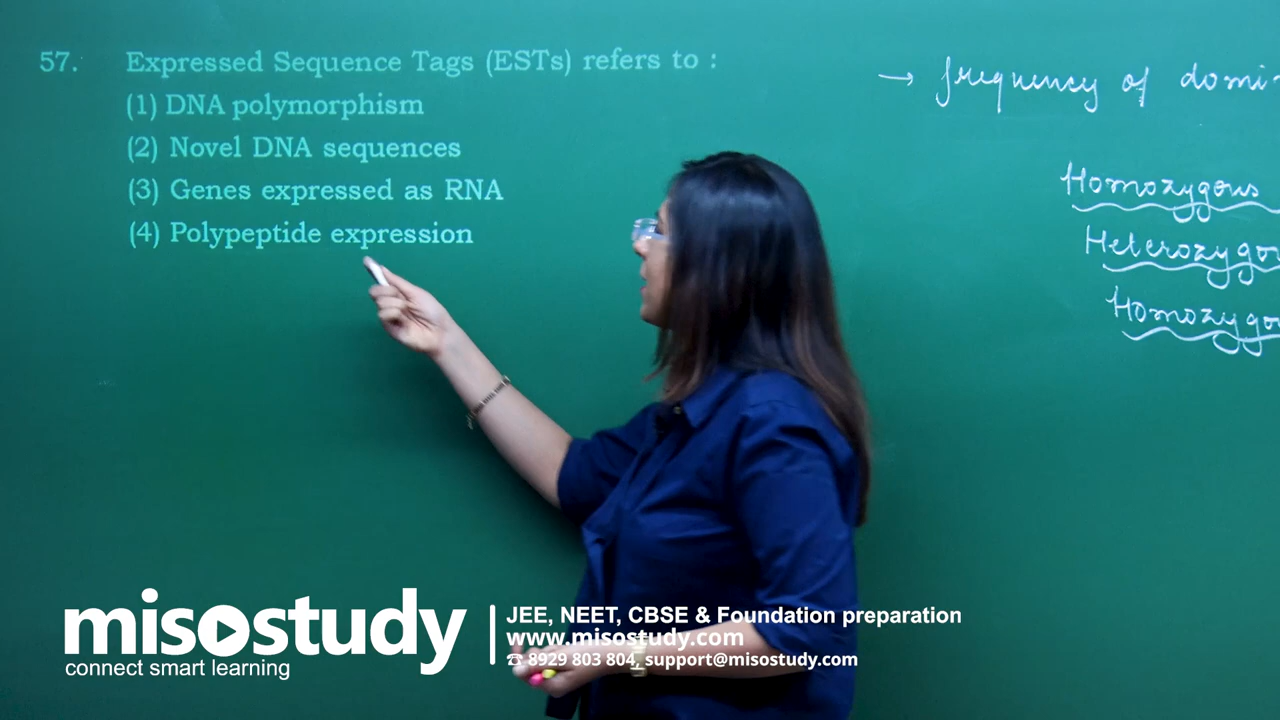 57. Expressed Sequence Tags (ESTs) refers to :
(1) DNA polymorphism
(2) Novel DNA sequences
(3) Genes expressed as RNA
(4) Polypeptide expression
→ frequency of domi
Homozygous
Heterozygou
Homozygou
misostudy
connect smart learning
JEE, NEET, CBSE & Foundation preparation
www.misostudy.com
☎ 8929 803 804, support@misostudy.com